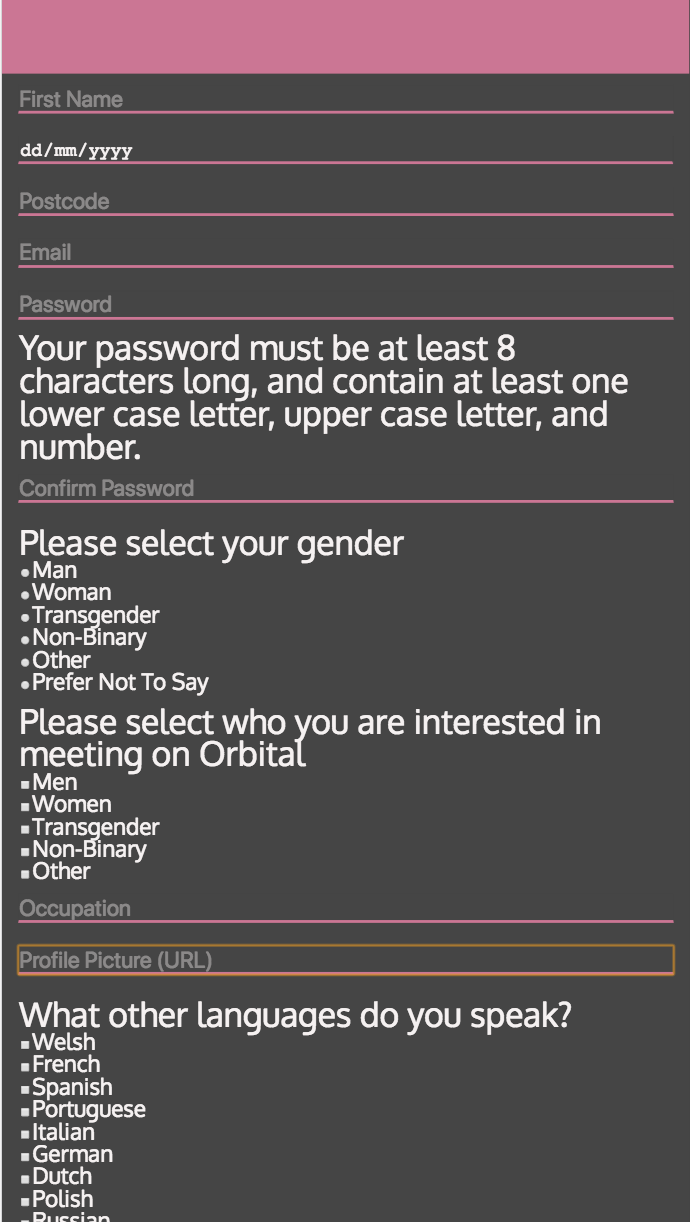 First Name
dd/mm/yyyy
Postcode
Email
Password
Your password must be at least 8
characters long, and contain at least one
lower case letter, upper case letter, and
number.
Confirm Password
Please select your gender
Man
Woman
Transgender
Non-Binary
Other
Prefer Not To Say
Please select who you are interested in
meeting on Orbital
Men
Women
Transgender
Non-Binary
Other
Occupation
Profile Picture (URL)
What other languages do you speak?
Welsh
French
Spanish
Portuguese
Italian
German
Dutch
Polish
Russian